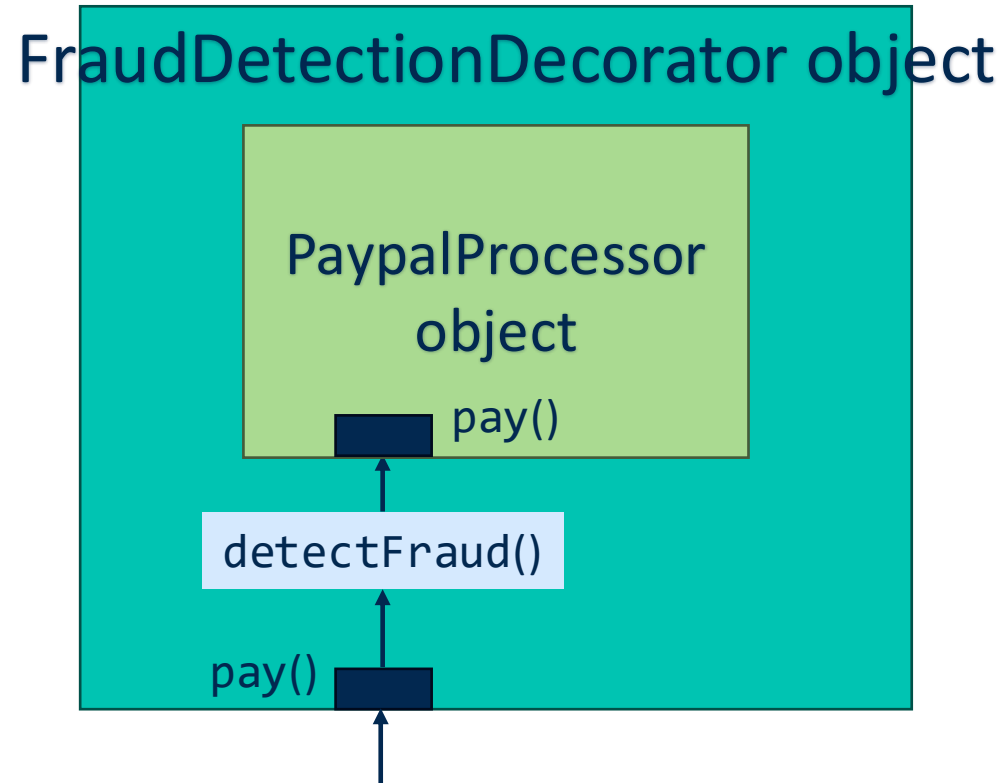 FraudDetectionDecorator object
PaypalProcessor
object
pay()
detectFraud()
pay()